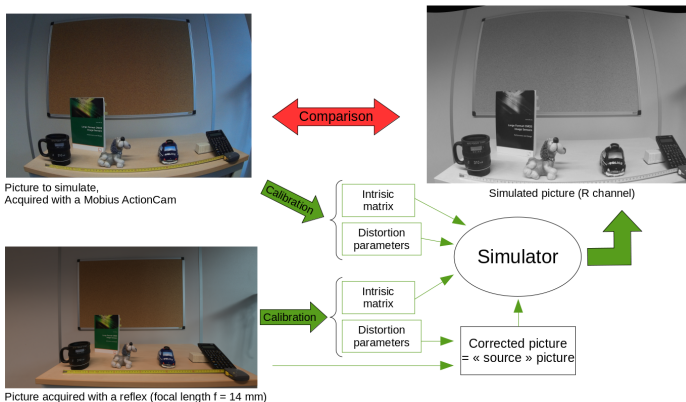 Comparison
Picture to simulate,
Acquired with a Mobius ActionCam
Simulated picture (R channel)
Calibration
Intrisic
matrix
Distortion
parameters
Simulator
Calibration
Intrisic
matrix
Distortion
parameters
Corrected picture
= « source » picture
Picture acquired with a reflex (focal length f = 14 mm)